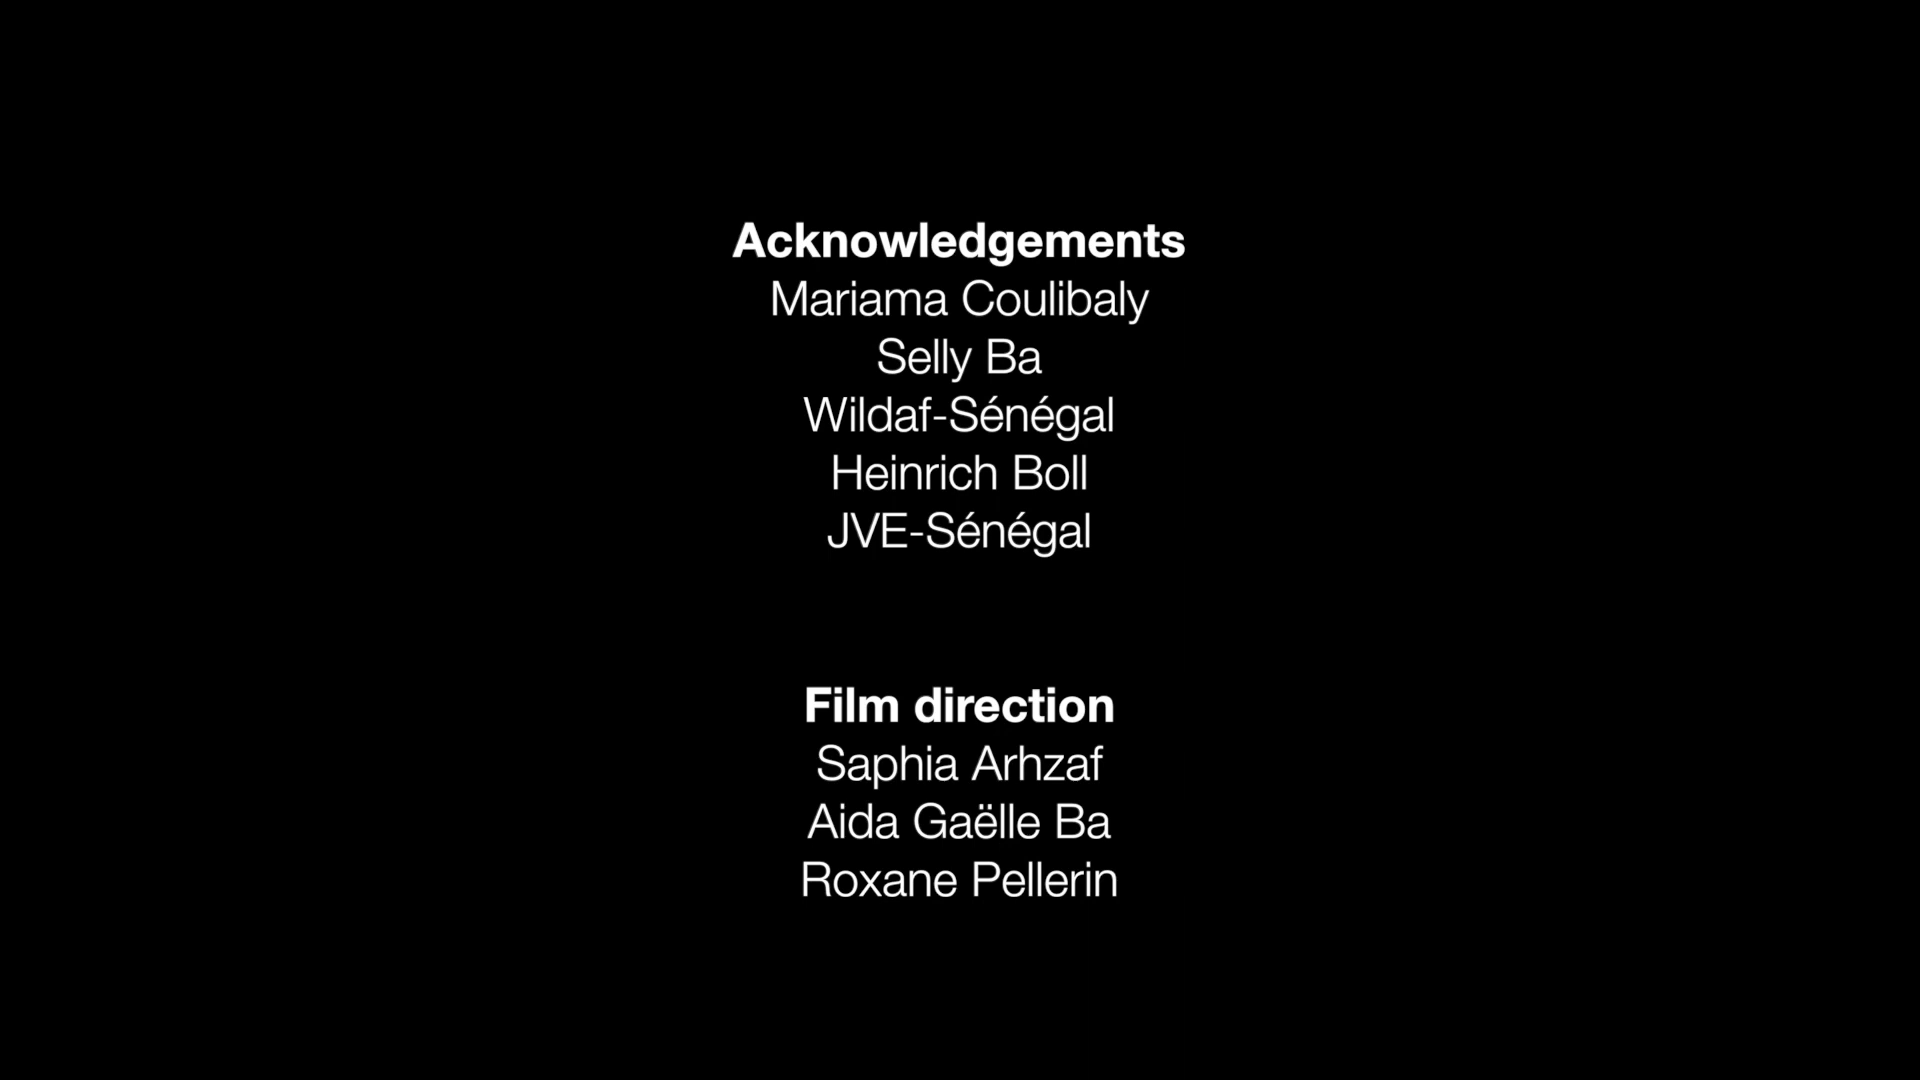 Acknowledgements
Mariama Coulibaly
Selly Ba
Wildaf-Sénégal
Heinrich Boll
JVE-Sénégal
Film direction
Saphia Arhzaf
Aida Gaëlle Ba
Roxane Pellerin